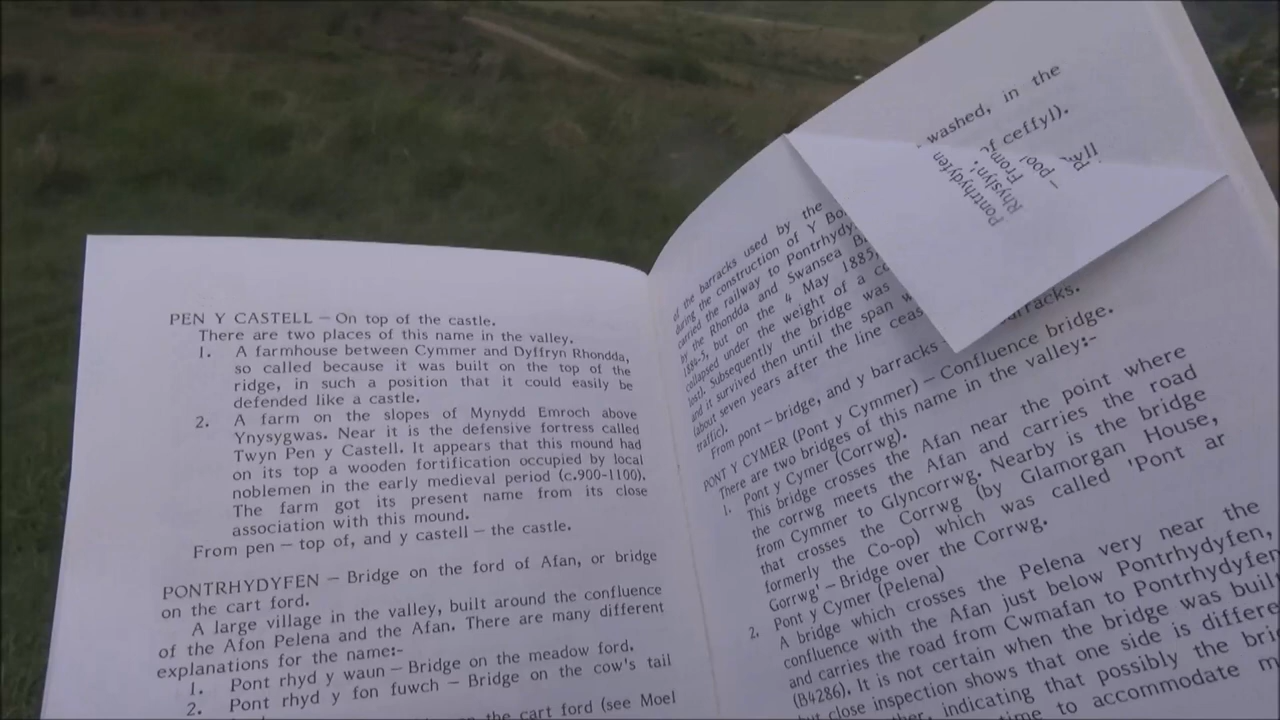 PEN Y CASTELL – On top of the castle.
There are two places of this name in the valley.
1. A farmhouse between Cymmer and Dyffryn Rhondda,
so called because it was built on the top of the
ridge, in such a position that it could easily be
defended like a castle.
2. A farm on the slopes of Mynydd Emroch above
Ynysygwas. Near it is the defensive fortress called
Twyn Pen y Castell. It appears that this mound had
on its top a wooden fortification occupied by local
noblemen in the early medieval period (c.900-1100).
The farm got its present name from its close
association with this mound.
From pen – top of, and y castell – the castle.
PONTRHYDYFEN – Bridge on the ford of Afan, or bridge
on the cart ford.
A large village in the valley, built around the confluence
of the Afon Pelena and the Afan. There are many different
explanations for the name:-
1. Pont rhyd y waun – Bridge on the meadow ford.
2. Pont rhyd y fon fuwch – Bridge on the cow's tail
the cart ford (see Moel
washed, in the
of ceffyl).
pwll
– pool
From
Rhyslyn
Pontrhydyfen
of the barracks used by the
during the construction of Y
carried the railway to
by the Rhondda and Swansea
1884-5, but on the 4 May 1885,
collapsed under the weight of a
lost). Subsequently the bridge was
and it survived then until the span
(about seven years after the line
traffic).
From pont – bridge, and y barracks – barracks.
PONT Y CYMER (Pont y Cymmer) – Confluence bridge.
There are two bridges of this name in the valley:-
1. Pont y Cymer (Corrwg).
This bridge crosses the Afan near the point where
the corrwg meets the Afan and carries the road
from Cymmer to Glyncorrwg. Nearby is the bridge
that crosses the Corrwg (by Glamorgan House,
formerly the Co-op) which was called 'Pont ar
Gorrwg' – Bridge over the Corrwg.
2. Pont y Cymer (Pelena)
A bridge which crosses the Pelena very near the
confluence with the Afan just below Pontrhydyfen,
and carries the road from Cwmafan to Pontrhydyfen
(B4286). It is not certain when the bridge was built,
but close inspection shows that one side is
indicating that possibly the
time to accommodate